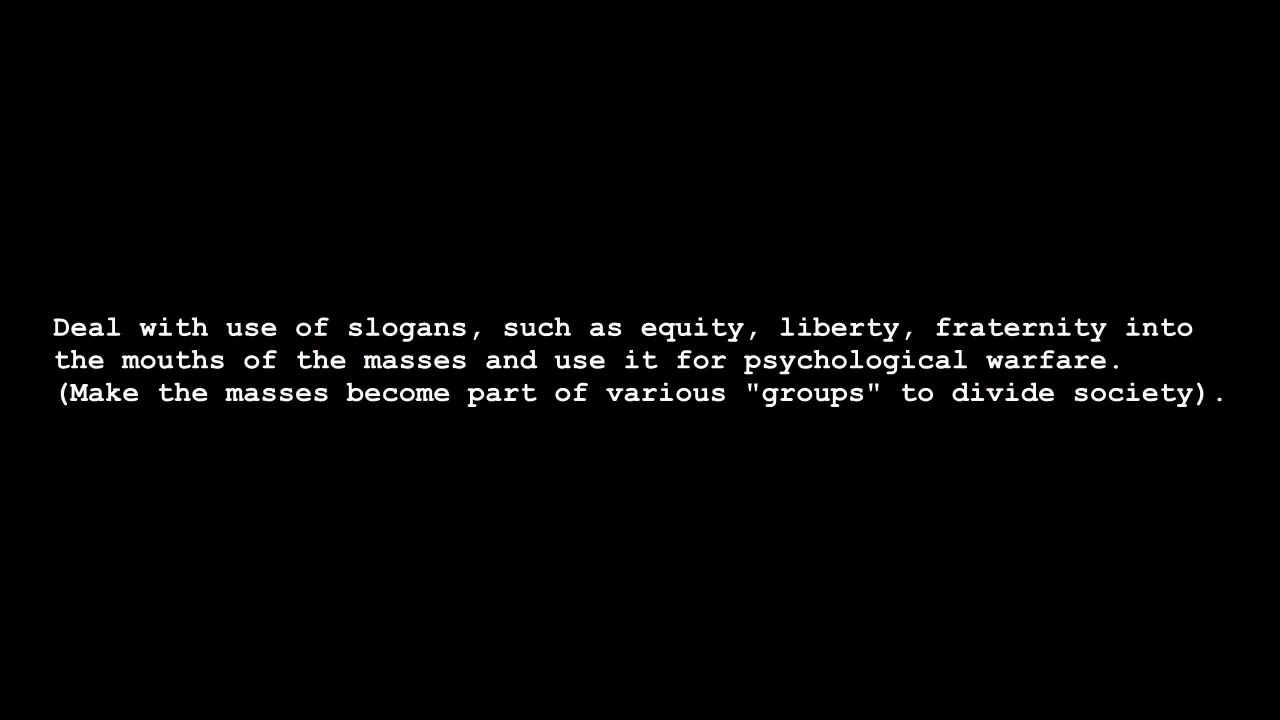 Deal with use of slogans, such as equity, liberty, fraternity into
the mouths of the masses and use it for psychological warfare.
(Make the masses become part of various "groups" to divide society).